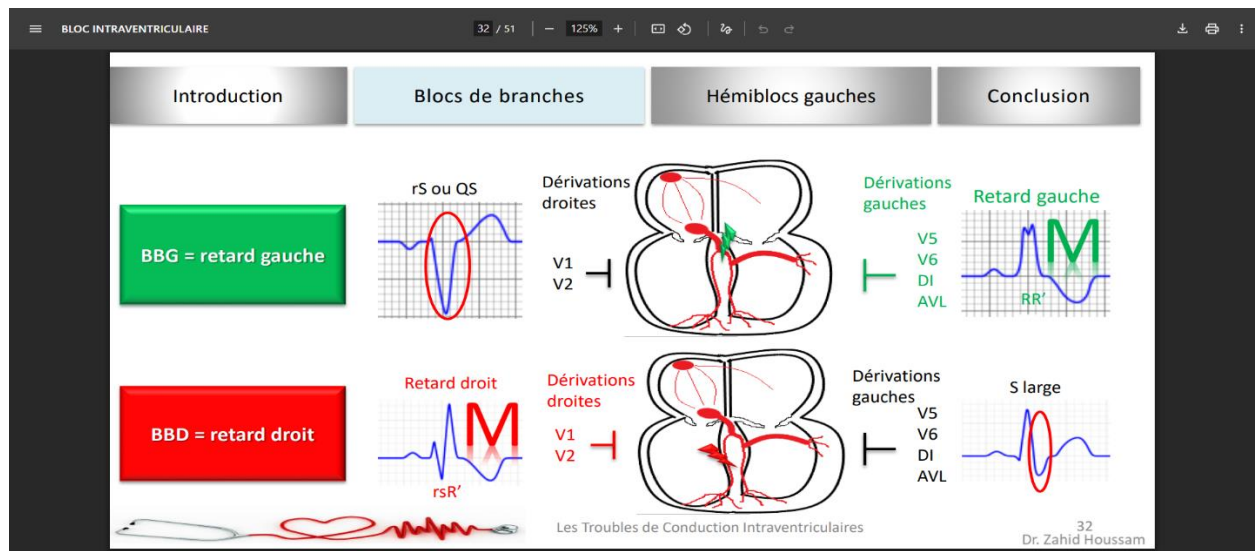 BLOC INTRAVENTRICULAIRE
32 / 51
125%
Introduction
Blocs de branches
Hémiblocs gauches
Conclusion
BBG = retard gauche
rS ou QS
Dérivations
droites
V1
V2
Dérivations
gauches
V5
V6
DI
AVL
Retard gauche
M
RR’
BBD = retard droit
Retard droit
M
rsR’
Dérivations
droites
V1
V2
Dérivations
gauches
V5
V6
DI
AVL
S large
Les Troubles de Conduction Intraventriculaires
32
Dr. Zahid Houssam